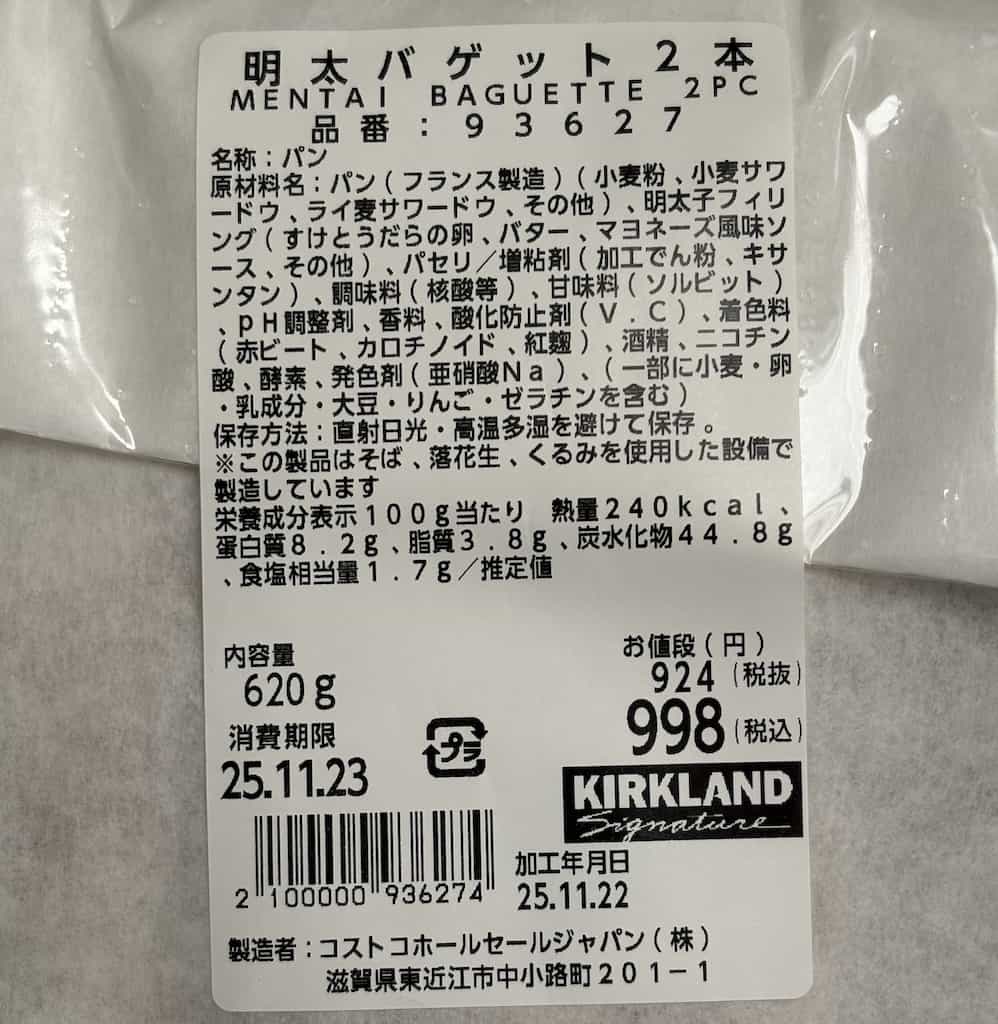 明太バゲット2本
MENTAI BAGUETTE 2PC
品番：93627
名称：パン
原材料名：パン（フランス製造）（小麦粉、小麦サワ
ードウ、ライ麦サワードウ、その他）、明太子フィリ
ング（すけとうだらの卵、バター、マヨネーズ風味ソ
ース、その他）、パセリ／増粘剤（加工でん粉、キサ
ンタン）、調味料（核酸等）、甘味料（ソルビット）
、pH調整剤、香料、酸化防止剤（V.C）、着色料
（赤ビート、カロチノイド、紅麹）、酒精、ニコチン
酸、酵素、発色剤（亜硝酸Na）、（一部に小麦・卵
・乳成分・大豆・りんご・ゼラチンを含む）
保存方法：直射日光・高温多湿を避けて保存。
※この製品はそば、落花生、くるみを使用した設備で
製造しています
栄養成分表示100g当たり　熱量240kcal、
蛋白質8.2g、脂質3.8g、炭水化物44.8g
、食塩相当量1.7g／推定値
内容量
620g
お値段（円）
924（税抜）
998（税込）
消費期限
25.11.23
プラ
KIRKLAND
Signature
2 100000 936274
加工年月日
25.11.22
製造者：コストコホールセールジャパン（株）
滋賀県東近江市中小路町201-1